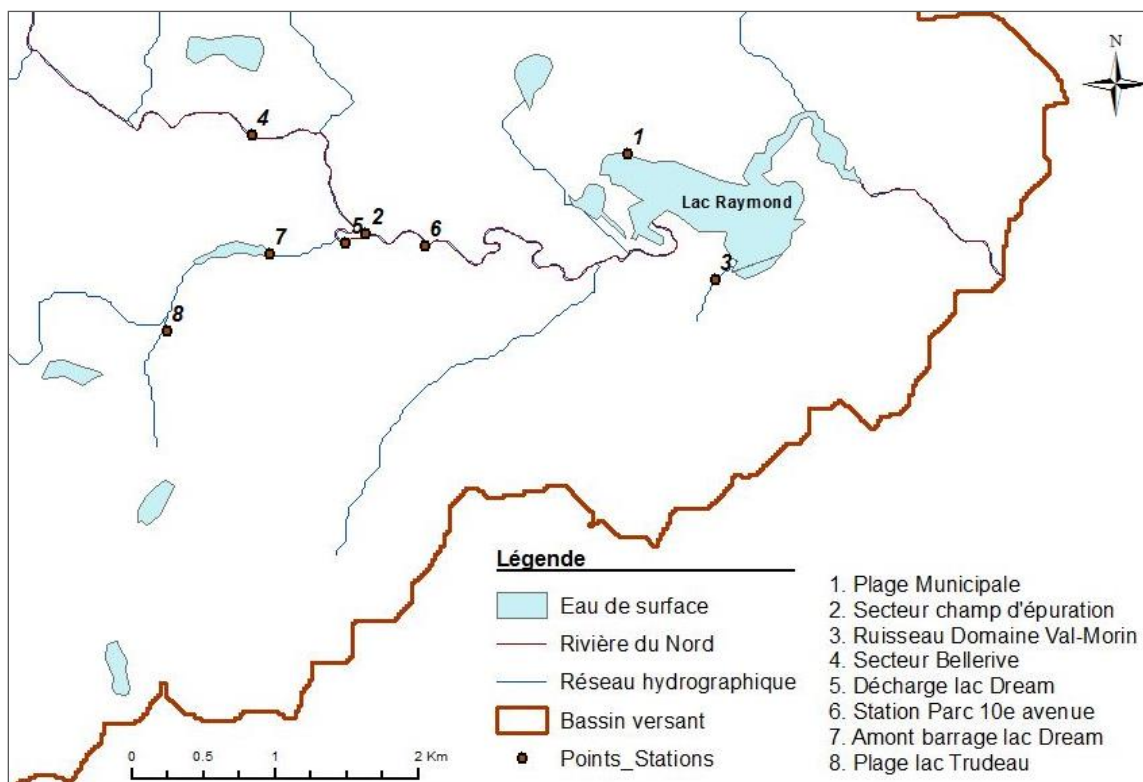 N
4
1
Lac Raymond
5
2
6
7
3
8
Légende
Eau de surface
Rivière du Nord
Réseau hydrographique
Bassin versant
Points_Stations
1. Plage Municipale
2. Secteur champ d'épuration
3. Ruisseau Domaine Val-Morin
4. Secteur Bellerive
5. Décharge lac Dream
6. Station Parc 10e avenue
7. Amont barrage lac Dream
8. Plage lac Trudeau
0 0.5 1 2 Km